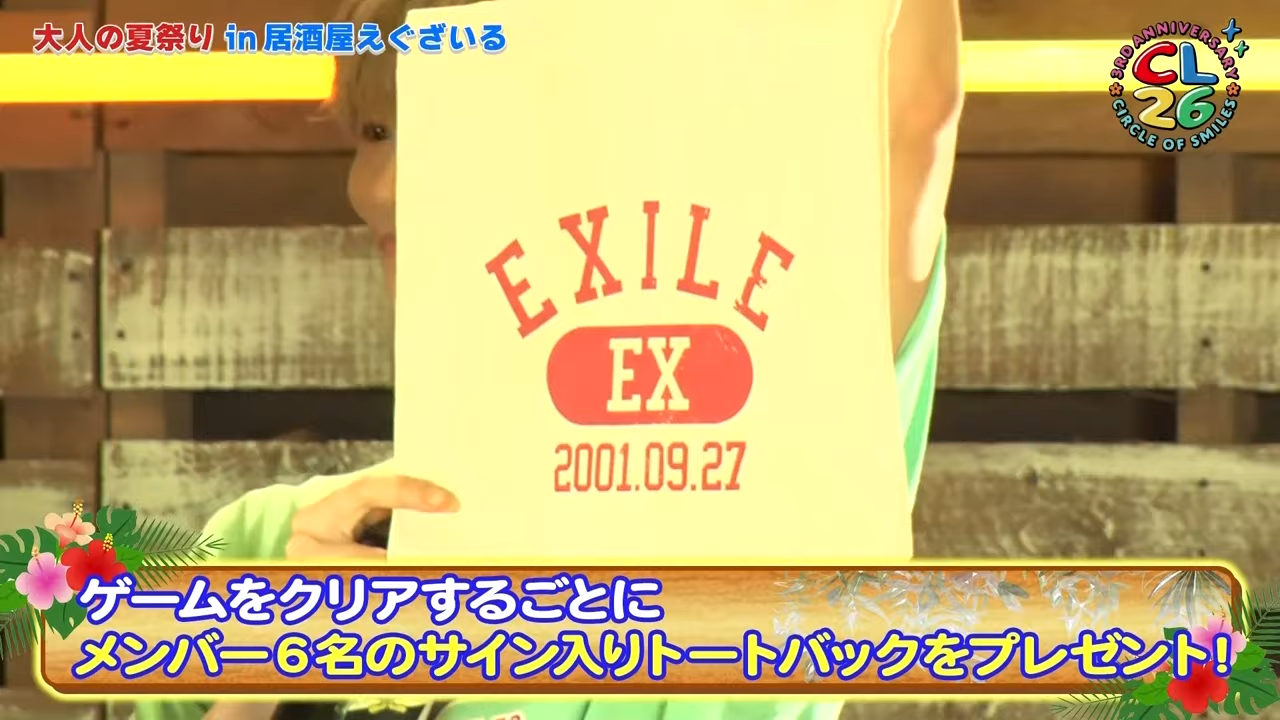 大人の夏祭り in 居酒屋えぐざいる
3RD ANNIVERSARY
CL
26
CIRCLE OF SMILES
EXILE
EX
2001.09.27
ゲームをクリアするごとに
メンバー6名のサイン入りトートバックをプレゼント!